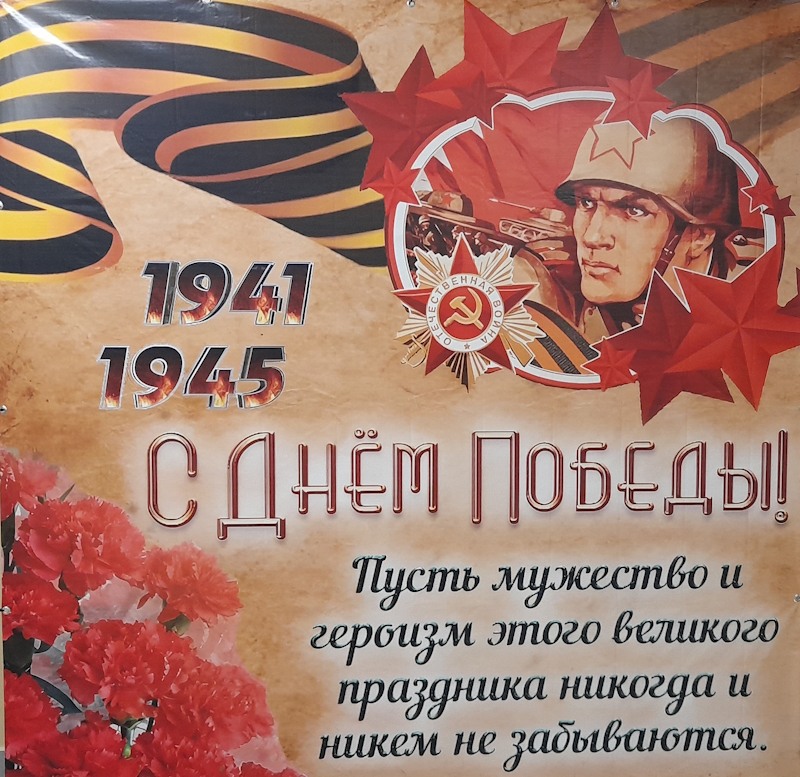 1941
1945
ОТЕЧЕСТВЕННАЯ ВОЙНА
С ДНЁМ ПОБЕДЫ!
Пусть мужество и
героизм этого великого
праздника никогда и
никем не забываются.